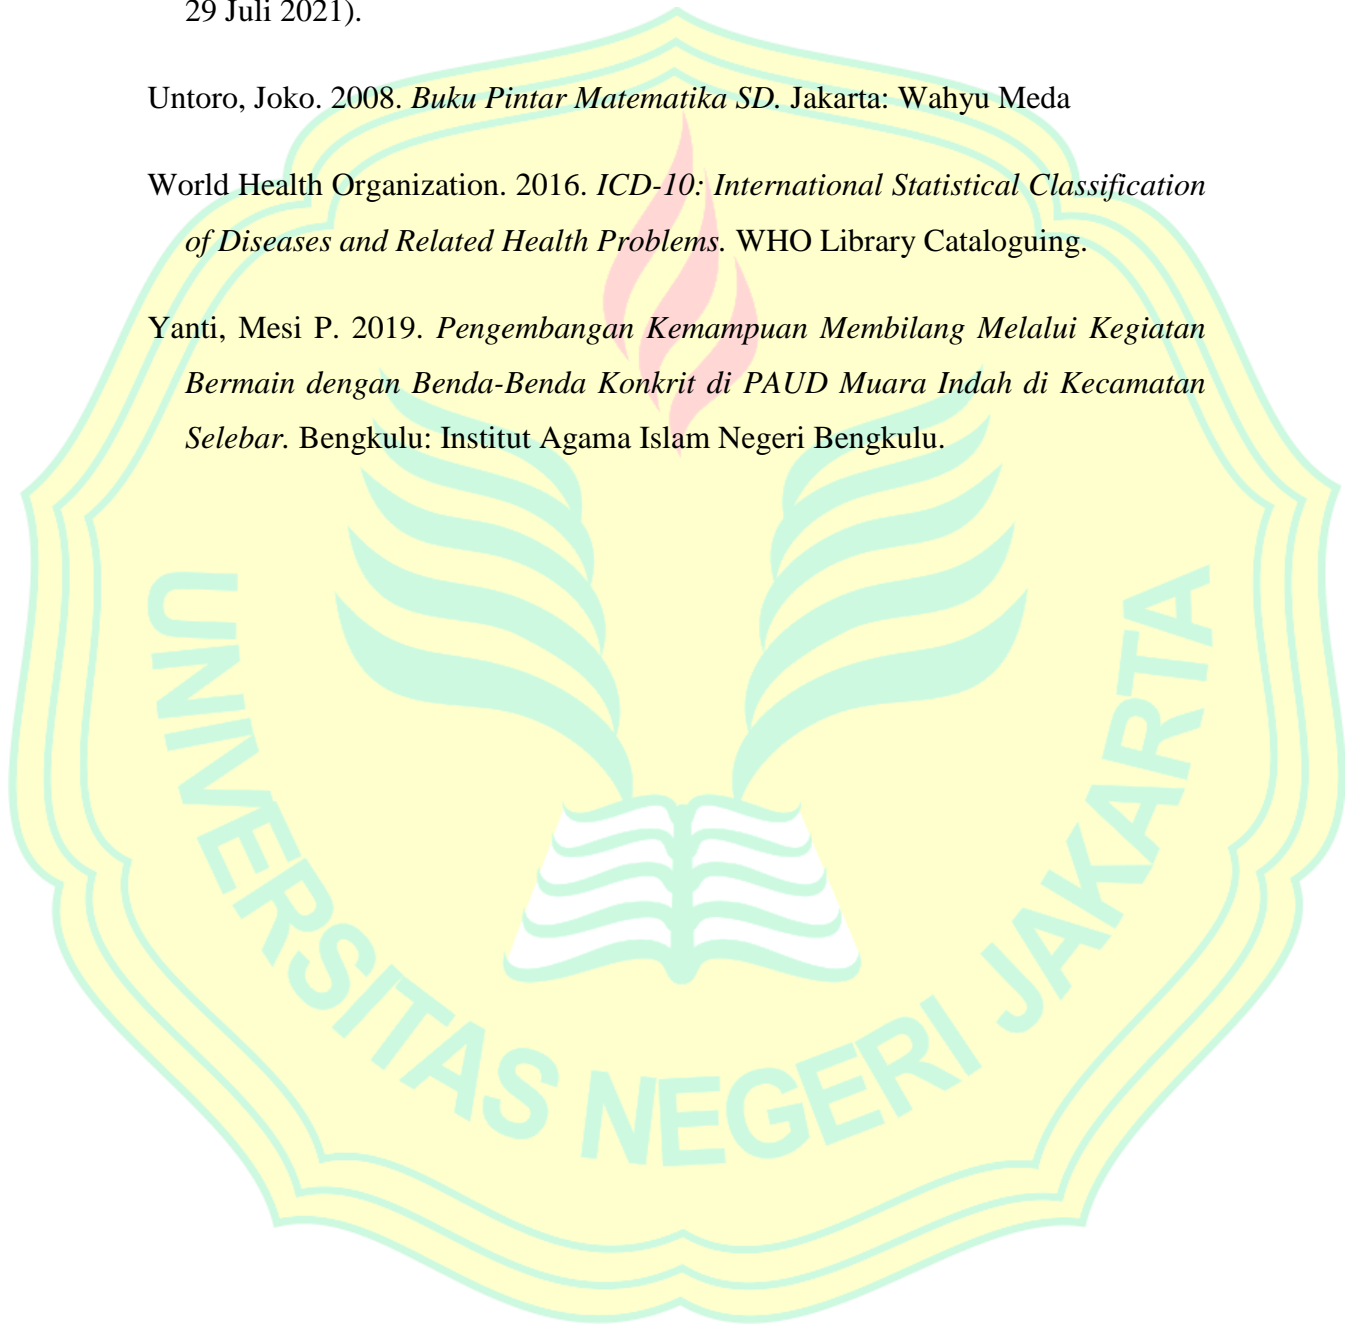 29 Juli 2021).
Untoro, Joko. 2008. Buku Pintar Matematika SD. Jakarta: Wahyu Meda
World Health Organization. 2016. ICD-10: International Statistical Classification
of Diseases and Related Health Problems. WHO Library Cataloguing.
Yanti, Mesi P. 2019. Pengembangan Kemampuan Membilang Melalui Kegiatan
Bermain dengan Benda-Benda Konkrit di PAUD Muara Indah di Kecamatan
Selebar. Bengkulu: Institut Agama Islam Negeri Bengkulu.
UNIVERSITAS NEGERI JAKARTA